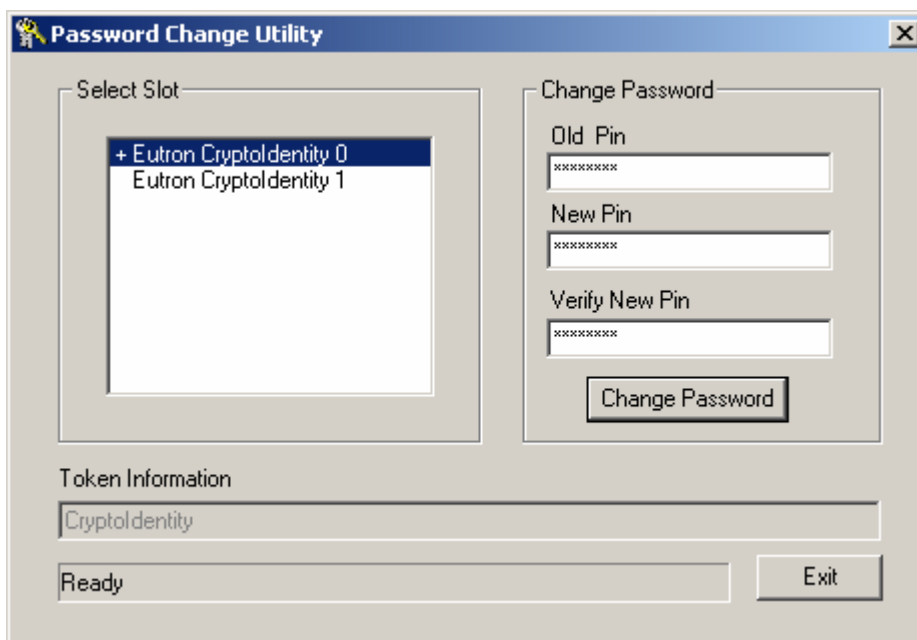 Password Change Utility
Select Slot
+ Eutron CryptoIdentity 0
Eutron CryptoIdentity 1
Change Password
Old Pin
********
New Pin
********
Verify New Pin
********
Change Password
Token Information
CryptoIdentity
Ready
Exit